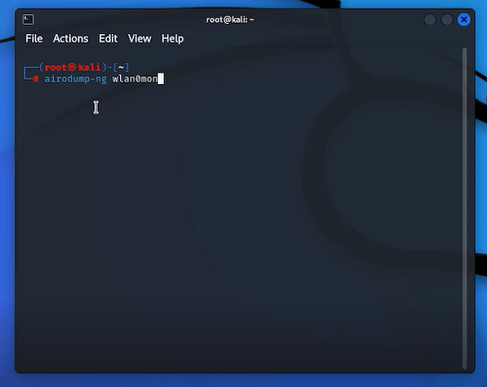 root@kali: ~
File Actions Edit View Help
┌──(root㉿kali)-[~]
└─# airodump-ng wlan0mon